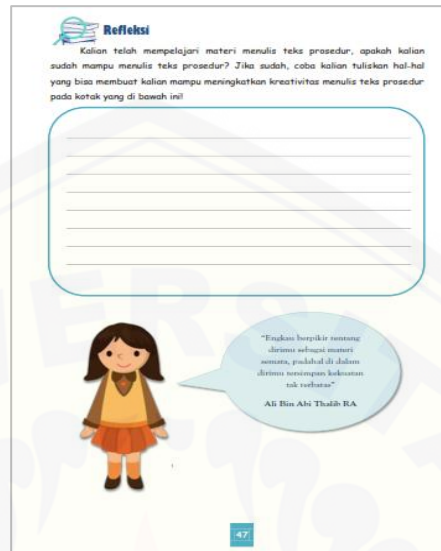 Refleksi
Kalian telah mempelajari materi menulis teks prosedur, apakah kalian
sudah mampu menulis teks prosedur? Jika sudah, coba kalian tuliskan hal-hal
yang bisa membuat kalian mampu meningkatkan kreativitas menulis teks prosedur
pada kotak yang di bawah ini!
"Engkau berpikir tentang
dirimu sebagai materi
semata, padahal di dalam
dirimu tersimpan kekuatan
tak terbatas"
Ali Bin Abi Thalib RA
47